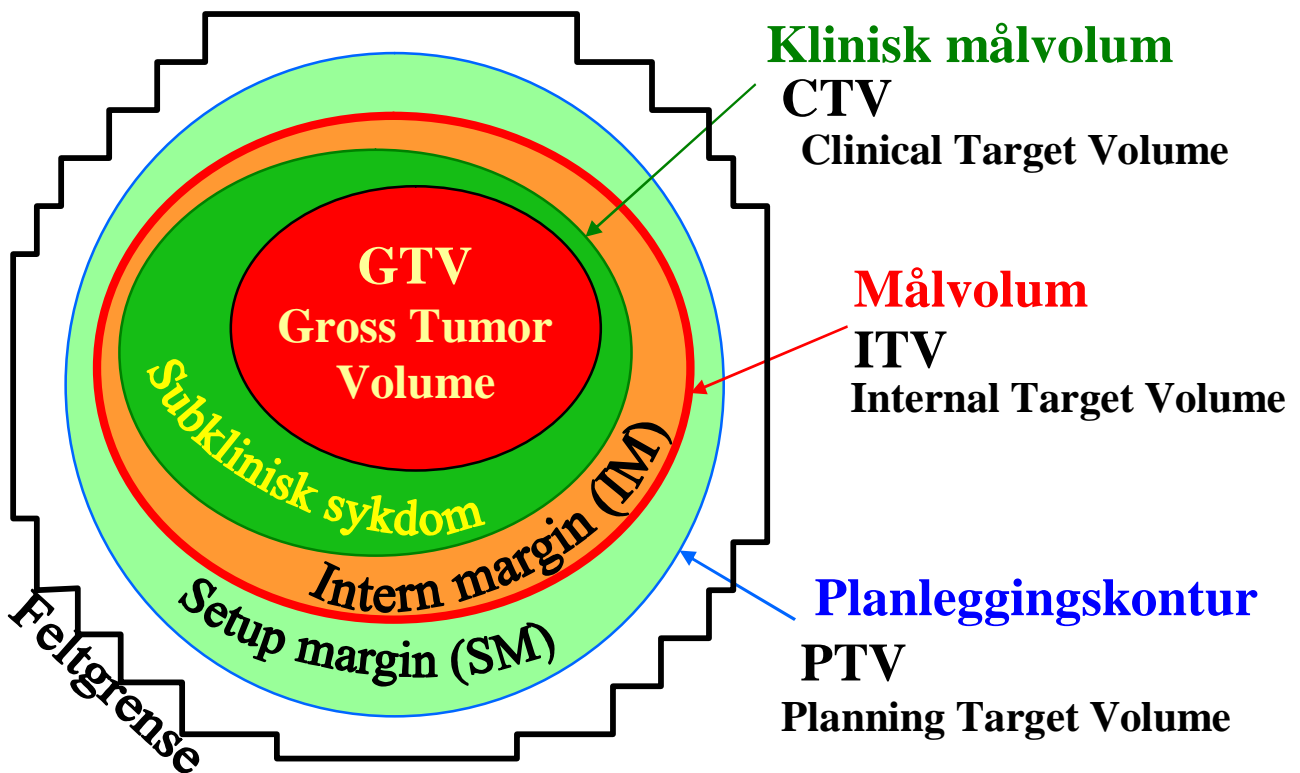 Klinisk målvolum
CTV
Clinical Target Volume
GTV
Gross Tumor
Volume
Målvolum
ITV
Internal Target Volume
Subklinisk sykdom
Intern margin (IM)
Setup margin (SM)
Feltgrense
Planleggingskontur
PTV
Planning Target Volume